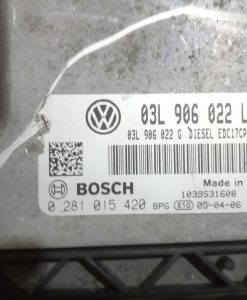 03L 906 022 L
03L 906 022 G DIESEL EDC17CP
BOSCH
Made in
1039S31608
0 281 015 420 BPG 810 09-04-06